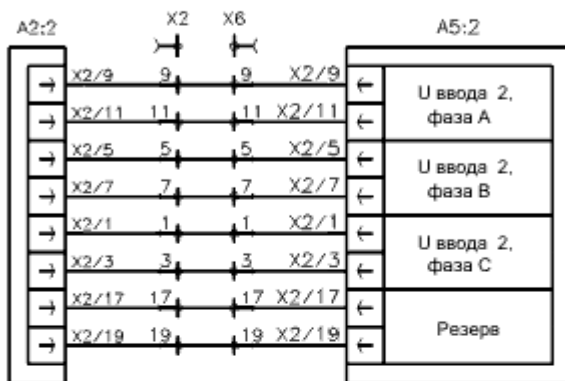 A2:2 X2 X6 A5:2
X2/9 9 9 X2/9
U ввода 2,
фаза A
X2/11 11 11 X2/11
X2/5 5 5 X2/5
U ввода 2,
фаза B
X2/7 7 7 X2/7
X2/1 1 1 X2/1
U ввода 2,
фаза C
X2/3 3 3 X2/3
X2/17 17 17 X2/17
Резерв
X2/19 19 19 X2/19